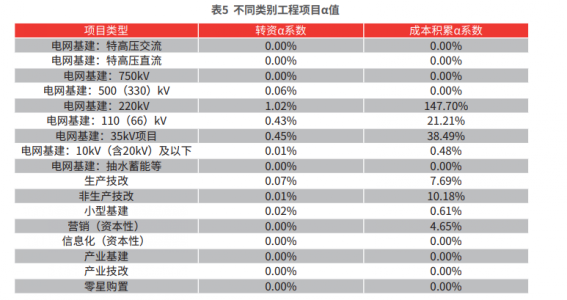 表5 不同类别工程项目α值
项目类型 转资α系数 成本积累α系数
电网基建：特高压交流 0.00% 0.00%
电网基建：特高压直流 0.00% 0.00%
电网基建：750kV 0.00% 0.00%
电网基建：500（330）kV 0.06% 0.00%
电网基建：220kV 1.02% 147.70%
电网基建：110（66）kV 0.43% 21.21%
电网基建：35kV项目 0.45% 38.49%
电网基建：10kV（含20kV）及以下 0.01% 0.48%
电网基建：抽水蓄能等 0.00% 0.00%
生产技改 0.07% 7.69%
非生产技改 0.01% 10.18%
小型基建 0.02% 0.61%
营销（资本性） 0.00% 4.65%
信息化（资本性） 0.00% 0.00%
产业基建 0.00% 0.00%
产业技改 0.00% 0.00%
零星购置 0.00% 0.00%